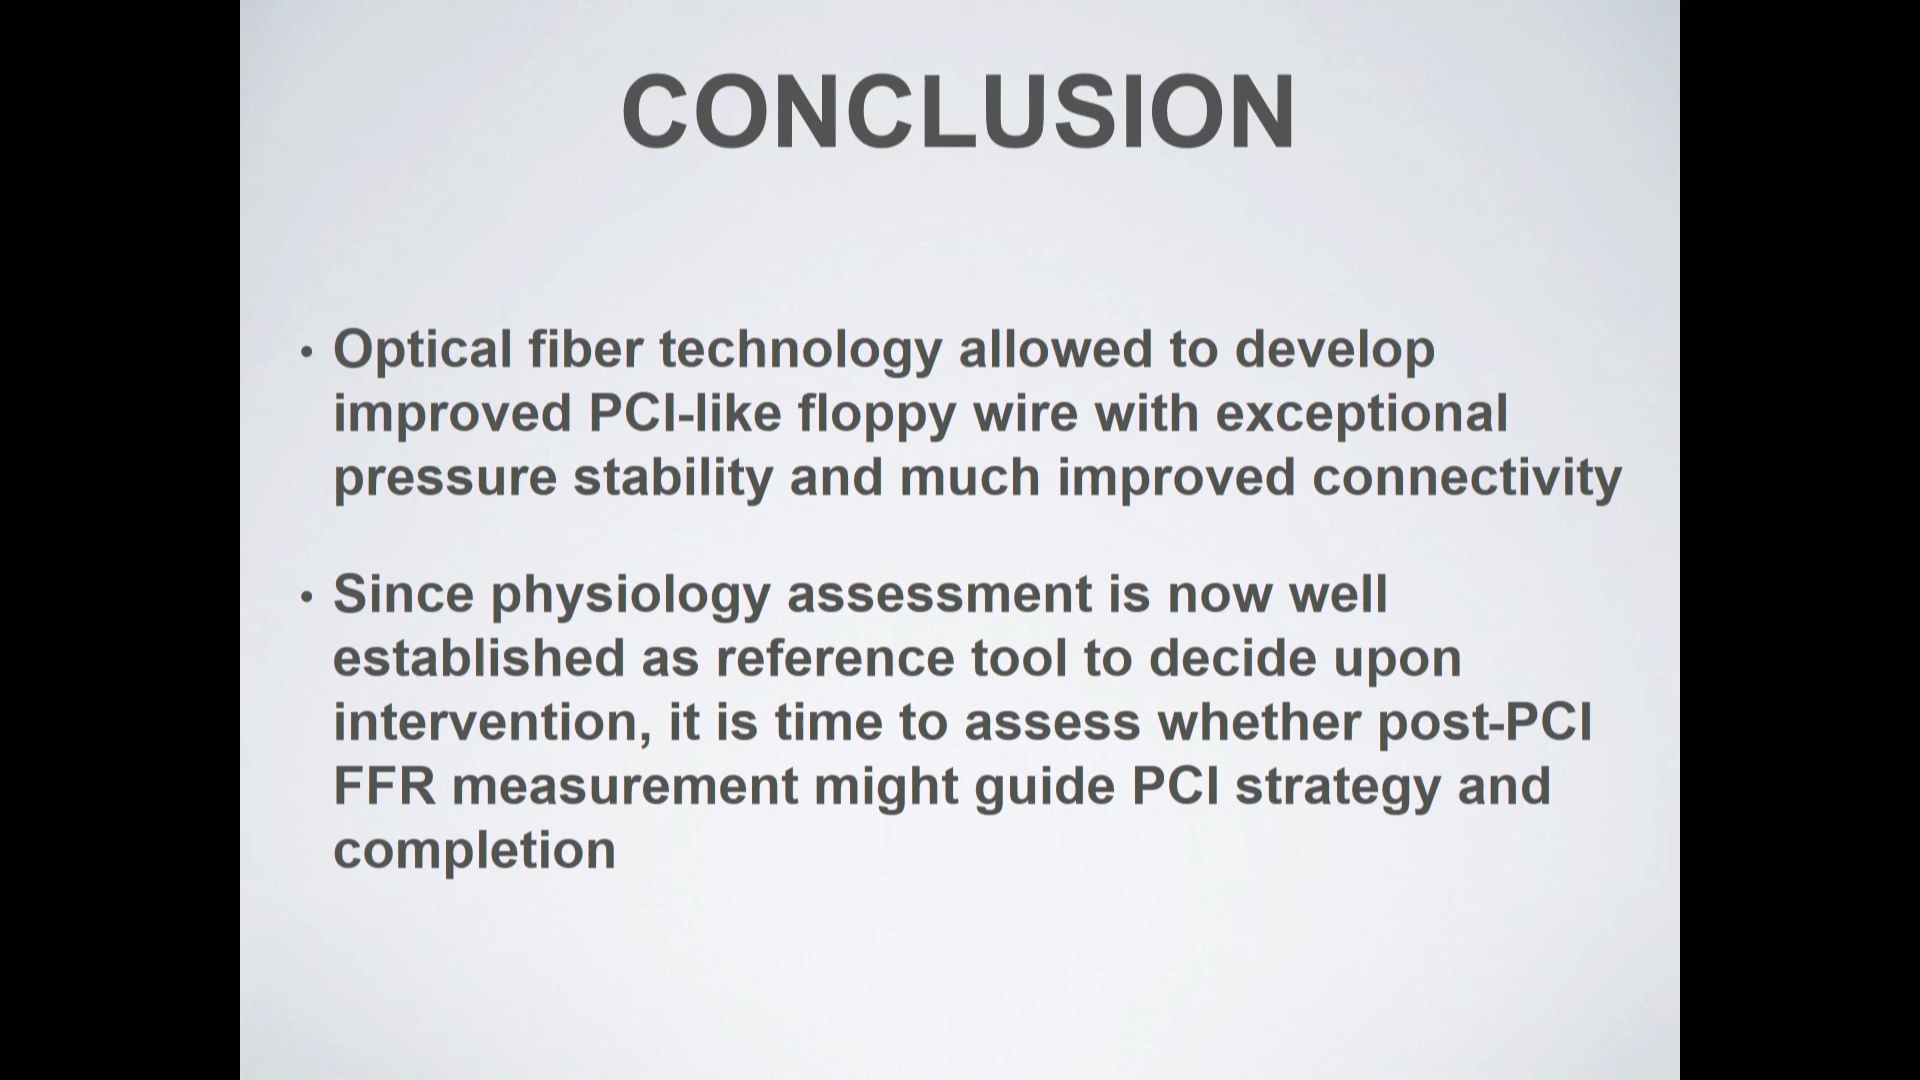 CONCLUSION
• Optical fiber technology allowed to develop
improved PCI-like floppy wire with exceptional
pressure stability and much improved connectivity
• Since physiology assessment is now well
established as reference tool to decide upon
intervention, it is time to assess whether post-PCI
FFR measurement might guide PCI strategy and
completion